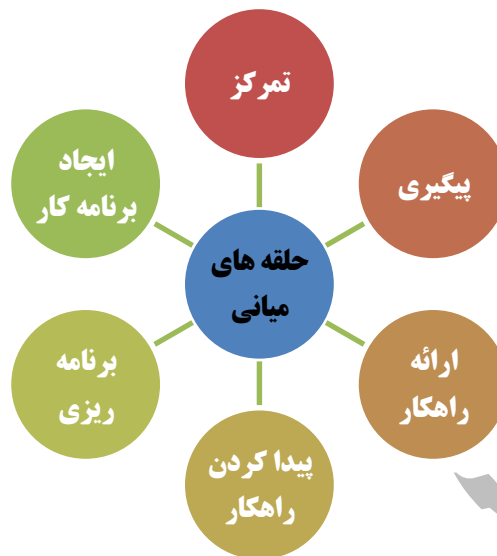 تمرکز
پیگیری
ارائه
راهکار
پیدا کردن
راهکار
برنامه
ریزی
ایجاد
برنامه کار
حلقه های
میانی